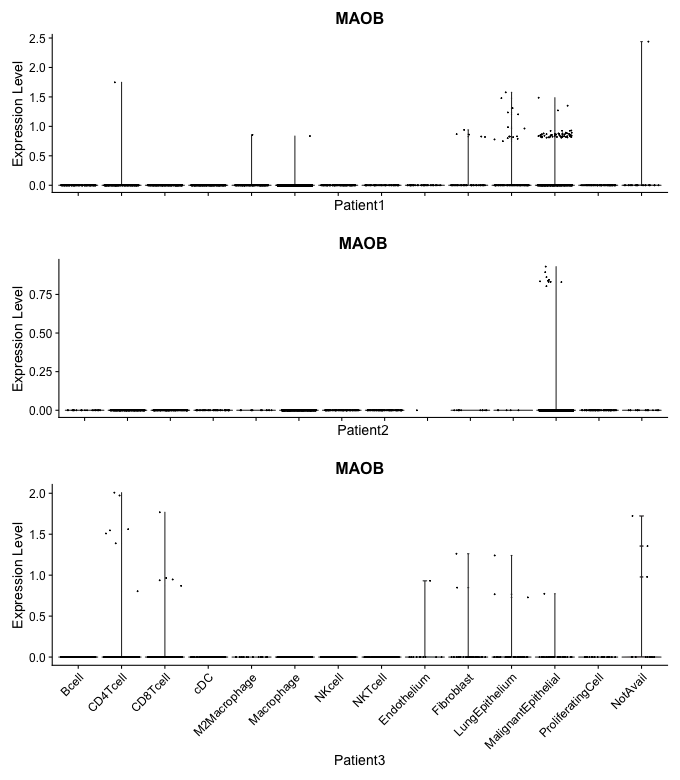 MAOB
Expression Level
2.5
2.0
1.5
1.0
0.5
0.0
Patient1
MAOB
Expression Level
0.75
0.50
0.25
0.00
Patient2
MAOB
Expression Level
2.0
1.5
1.0
0.5
0.0
Bcell
CD4Tcell
CD8Tcell
cDC
M2Macrophage
Macrophage
NKcell
NKTcell
Endothelium
Fibroblast
LungEpithelium
MalignantEpithelial
ProliferatingCell
NotAvail
Patient3